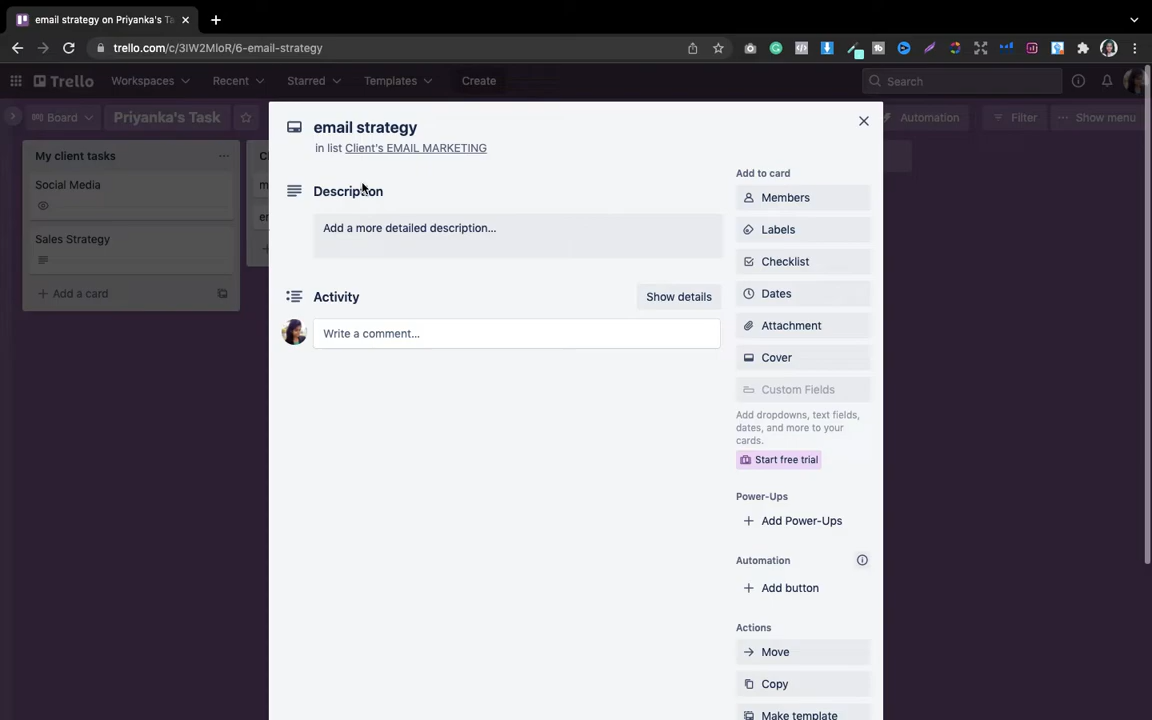 email strategy on Priyanka's Ta
trello.com/c/3IW2MloR/6-email-strategy
Trello
Workspaces
Recent
Starred
Templates
Create
Search
Board
Priyanka's Task
Automation
Filter
Show menu
My client tasks
Social Media
Sales Strategy
Add a card
email strategy
in list Client's EMAIL MARKETING
Description
Add a more detailed description...
Activity
Show details
Write a comment...
Add to card
Members
Labels
Checklist
Dates
Attachment
Cover
Custom Fields
Add dropdowns, text fields,
dates, and more to your
cards.
Start free trial
Power-Ups
Add Power-Ups
Automation
Add button
Actions
Move
Copy
Make template